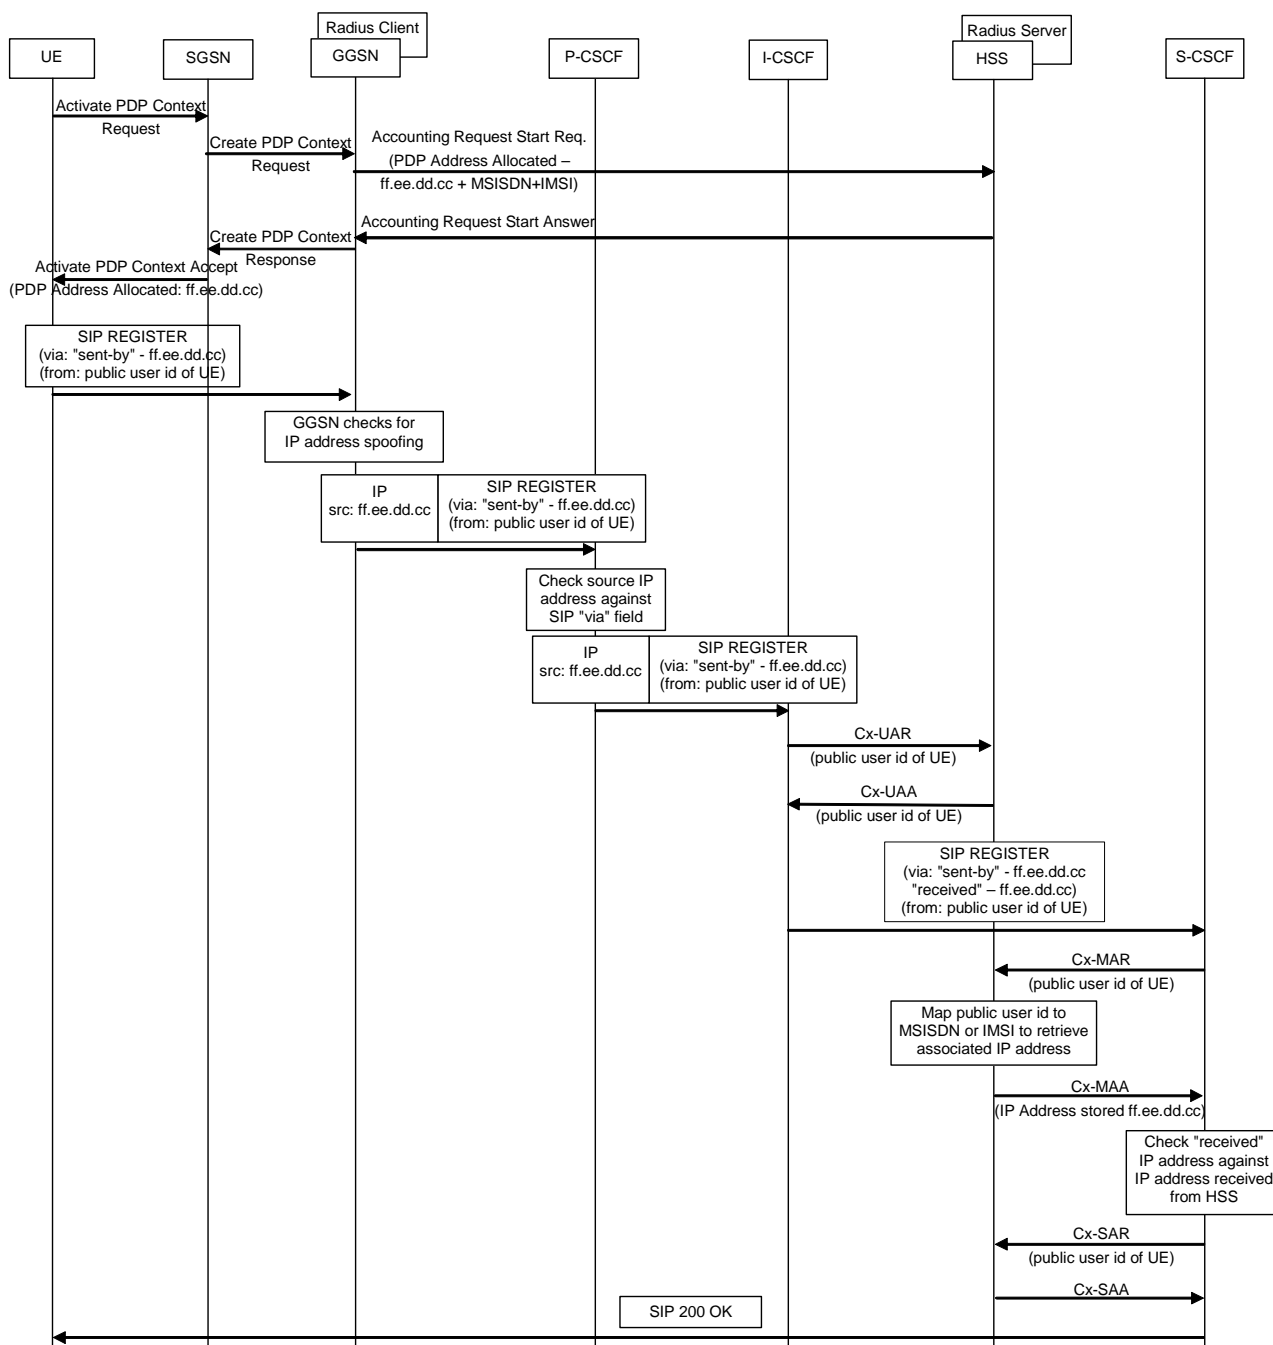 Radius Client
Radius Server
UE
SGSN
GGSN
P-CSCF
I-CSCF
HSS
S-CSCF
Activate PDP Context
Request
Create PDP Context
Request
Accounting Request Start Req.
(PDP Address Allocated –
ff.ee.dd.cc + MSISDN+IMSI)
Accounting Request Start Answer
Create PDP Context
Response
Activate PDP Context Accept
(PDP Address Allocated: ff.ee.dd.cc)
SIP REGISTER
(via: "sent-by" - ff.ee.dd.cc)
(from: public user id of UE)
GGSN checks for
IP address spoofing
IP
src: ff.ee.dd.cc
SIP REGISTER
(via: "sent-by" - ff.ee.dd.cc)
(from: public user id of UE)
Check source IP
address against
SIP "via" field
IP
src: ff.ee.dd.cc
SIP REGISTER
(via: "sent-by" - ff.ee.dd.cc)
(from: public user id of UE)
Cx-UAR
(public user id of UE)
Cx-UAA
(public user id of UE)
SIP REGISTER
(via: "sent-by" - ff.ee.dd.cc
"received" – ff.ee.dd.cc)
(from: public user id of UE)
Cx-MAR
(public user id of UE)
Map public user id to
MSISDN or IMSI to retrieve
associated IP address
Cx-MAA
(IP Address stored ff.ee.dd.cc)
Check "received"
IP address against
IP address received
from HSS
Cx-SAR
(public user id of UE)
Cx-SAA
SIP 200 OK